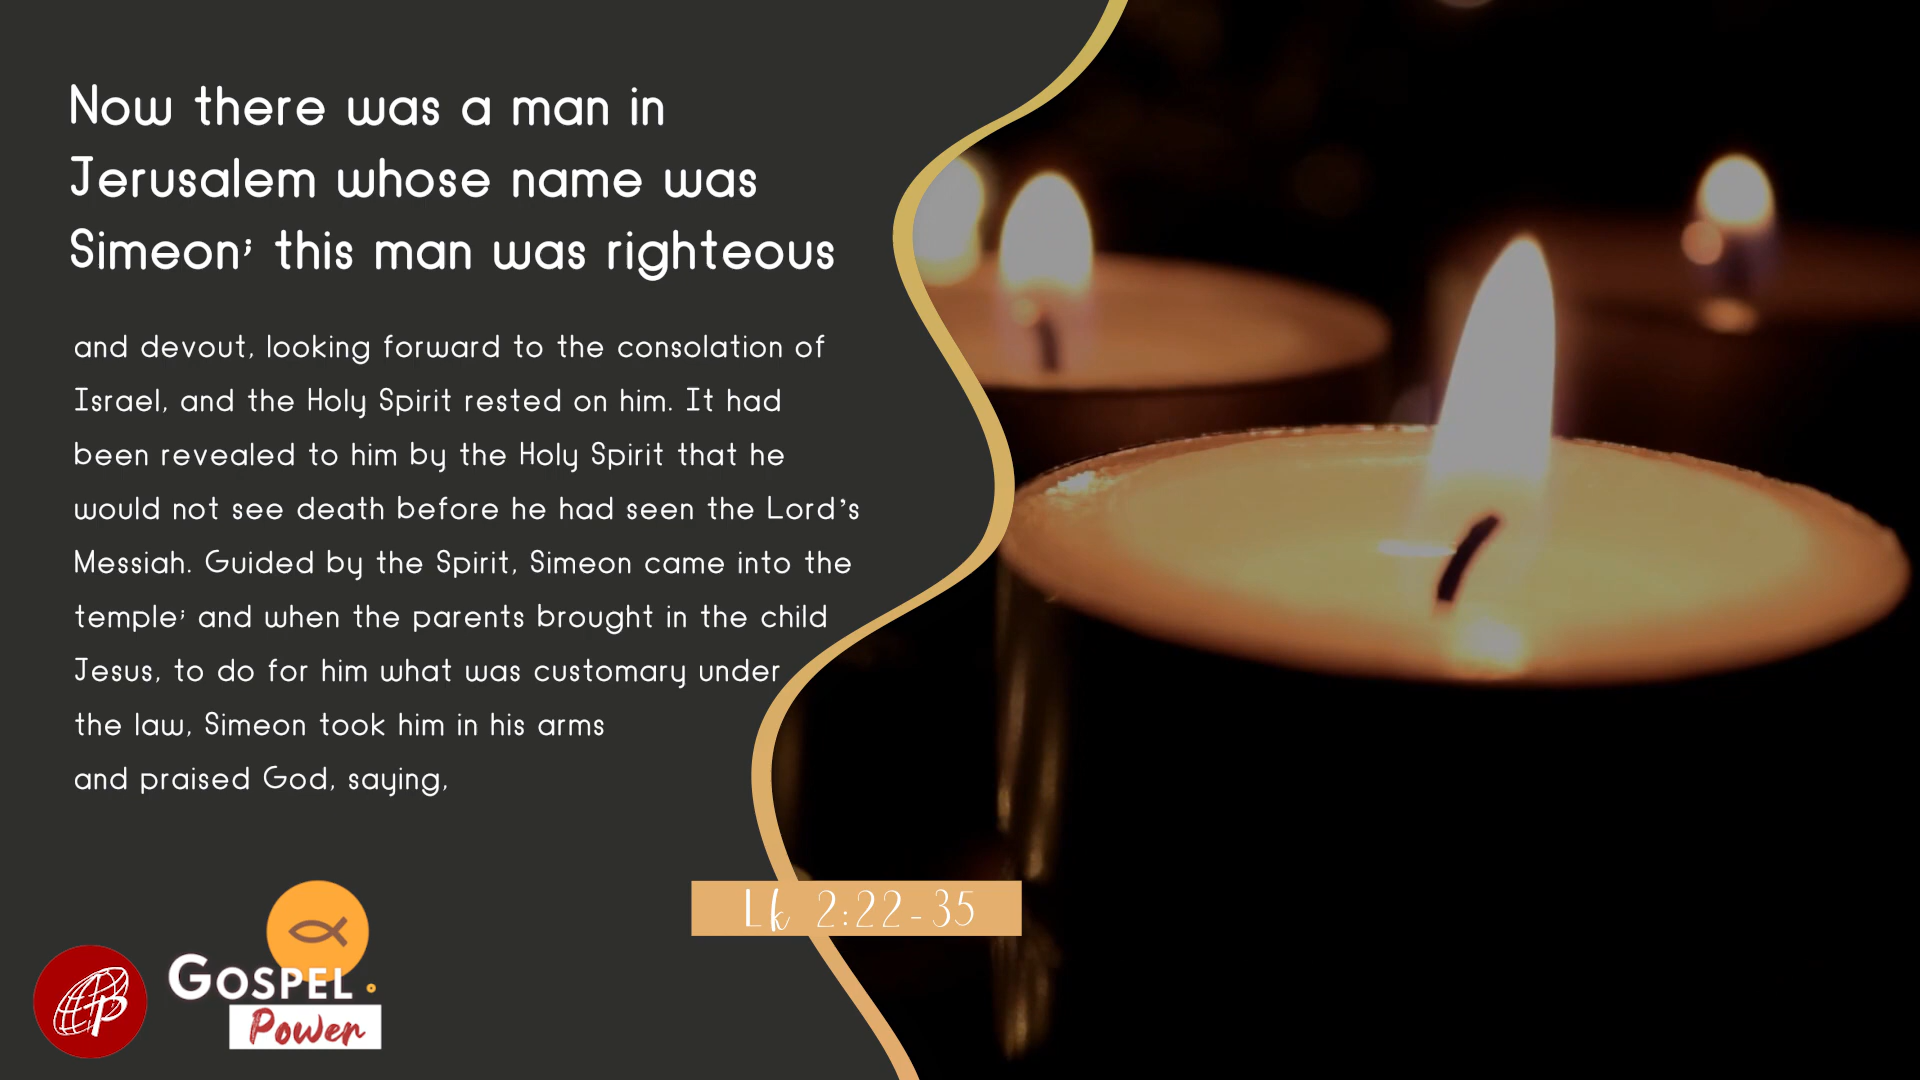 Now there was a man in
Jerusalem whose name was
Simeon; this man was righteous
and devout, looking forward to the consolation of
Israel, and the Holy Spirit rested on him. It had
been revealed to him by the Holy Spirit that he
would not see death before he had seen the Lord's
Messiah. Guided by the Spirit, Simeon came into the
temple; and when the parents brought in the child
Jesus, to do for him what was customary under
the law, Simeon took him in his arms
and praised God, saying,
Lk 2:22-35
GOSPEL
Power